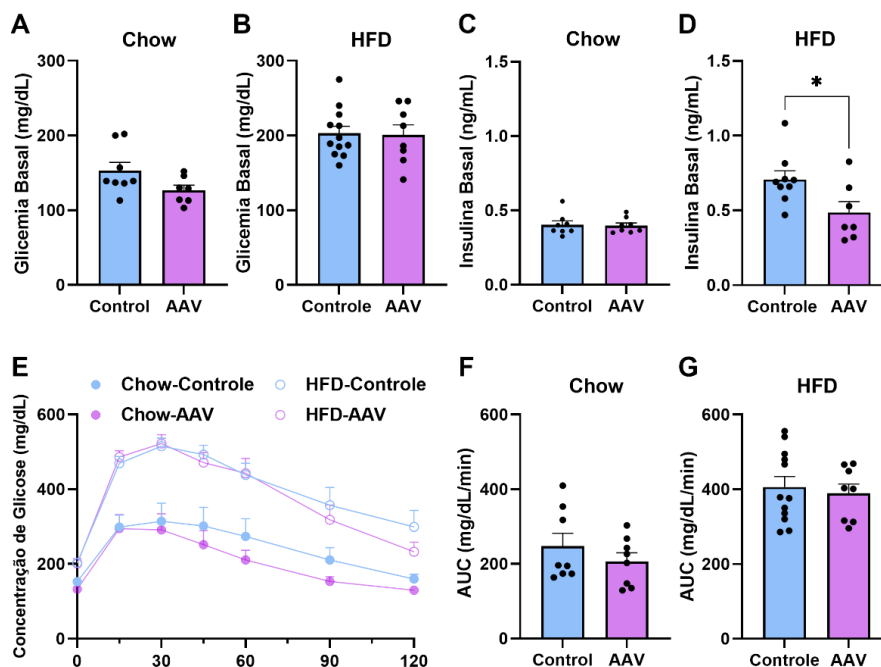 A
Chow
Glicemia Basal (mg/dL)
300
200
100
0
Control AAV
B
HFD
Glicemia Basal (mg/dL)
300
200
100
0
Controle AAV
C
Chow
Insulina Basal (ng/mL)
1.5
1.0
0.5
0.0
Control AAV
D
HFD
Insulina Basal (ng/mL)
1.5
1.0
0.5
0.0
*
Controle AAV
E
Chow-Controle HFD-Controle
Chow-AAV HFD-AAV
Concentração de Glicose (mg/dL)
600
400
200
0
0 30 60 90 120
F
Chow
AUC (mg/dL/min)
600
400
200
0
Control AAV
G
HFD
AUC (mg/dL/min)
600
400
200
0
Controle AAV